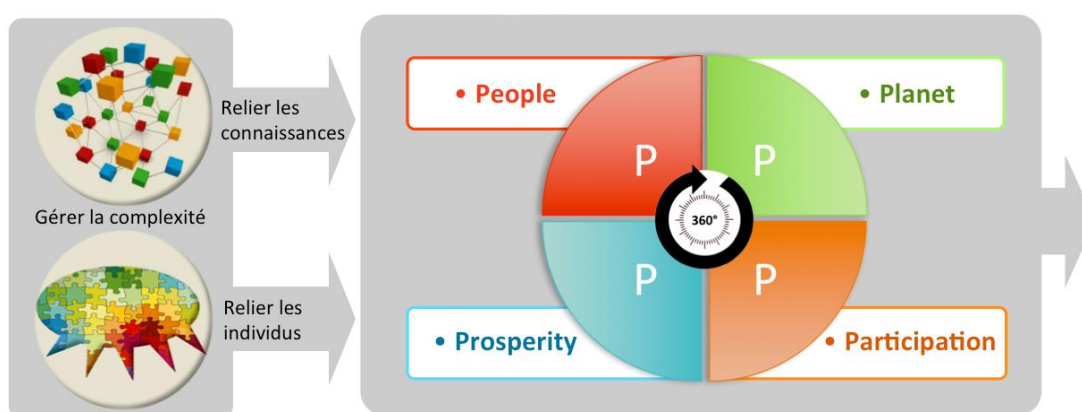 Relier les
connaissances
Gérer la complexité
Relier les
individus
• People
• Planet
P
P
360°
P
P
• Prosperity
• Participation